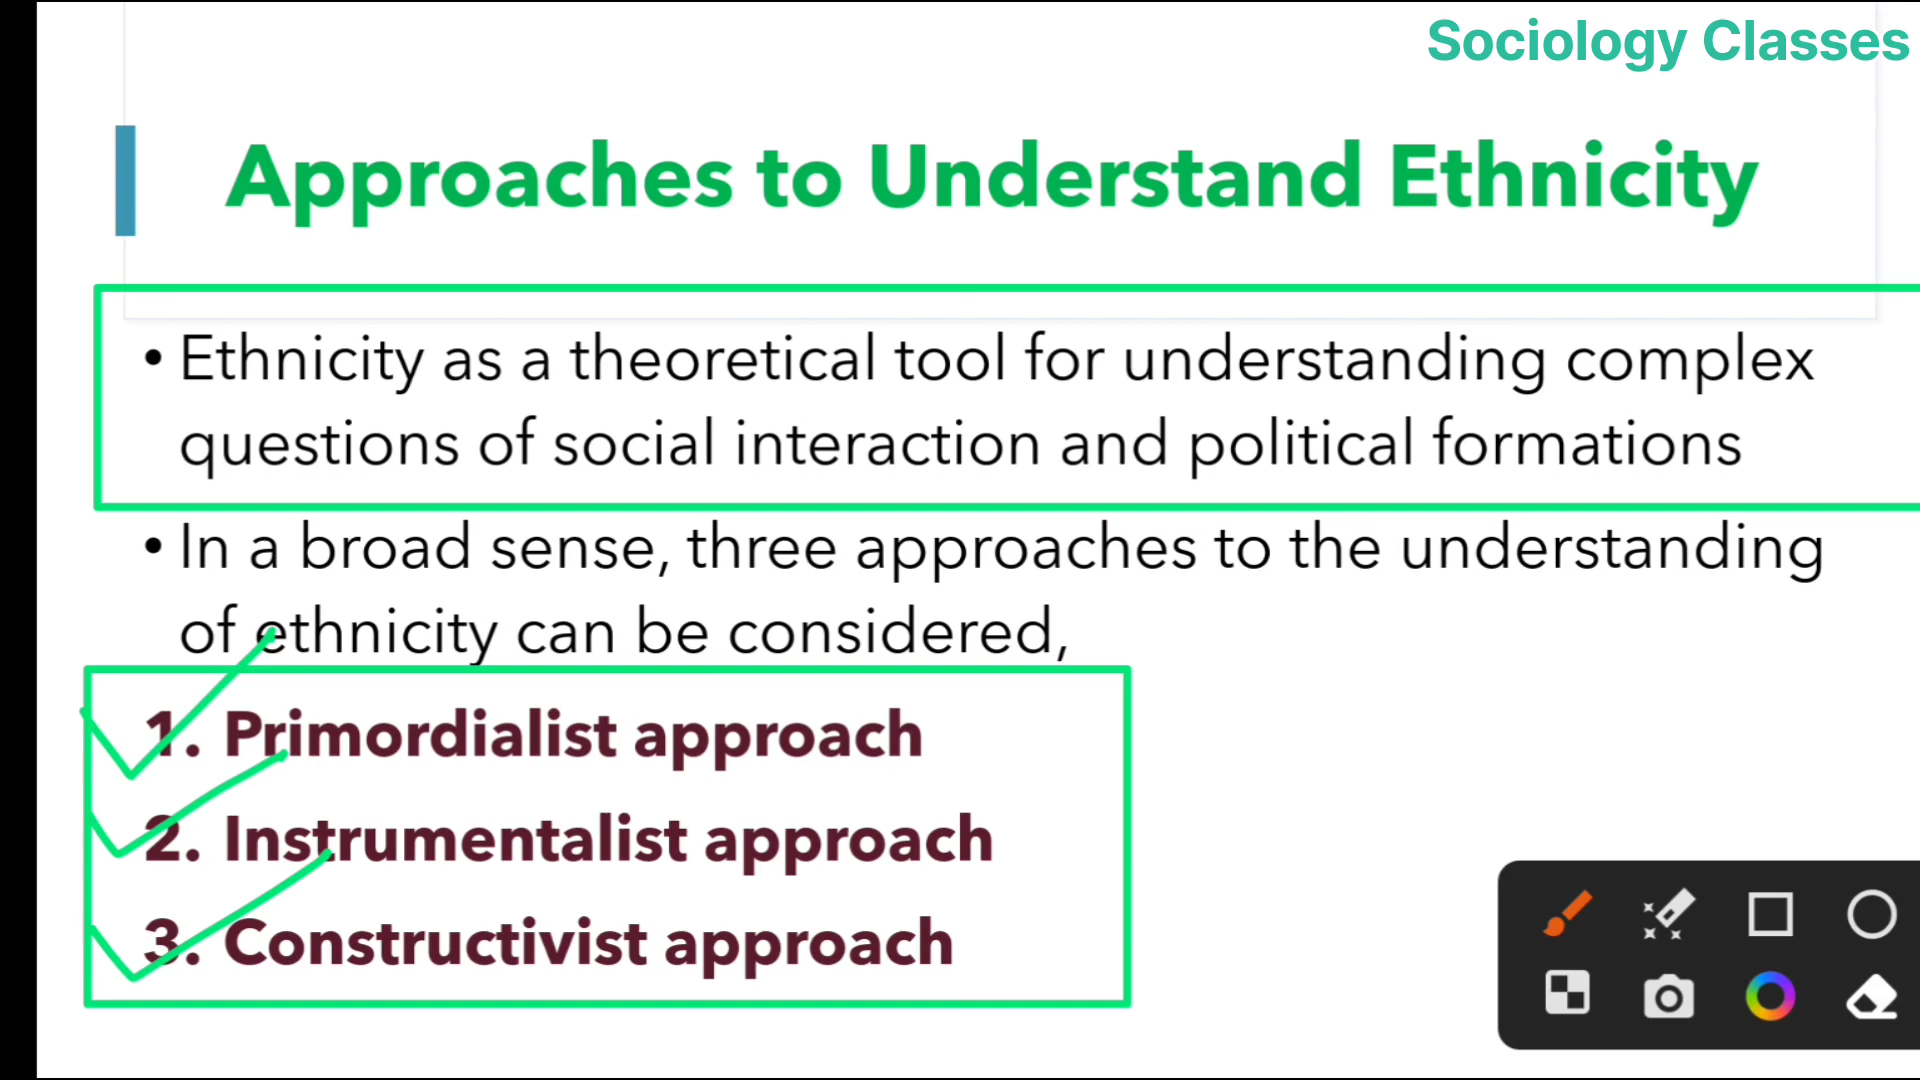 Sociology Classes
Approaches to Understand Ethnicity
• Ethnicity as a theoretical tool for understanding complex
questions of social interaction and political formations
• In a broad sense, three approaches to the understanding
of ethnicity can be considered,
1. Primordialist approach
2. Instrumentalist approach
3. Constructivist approach